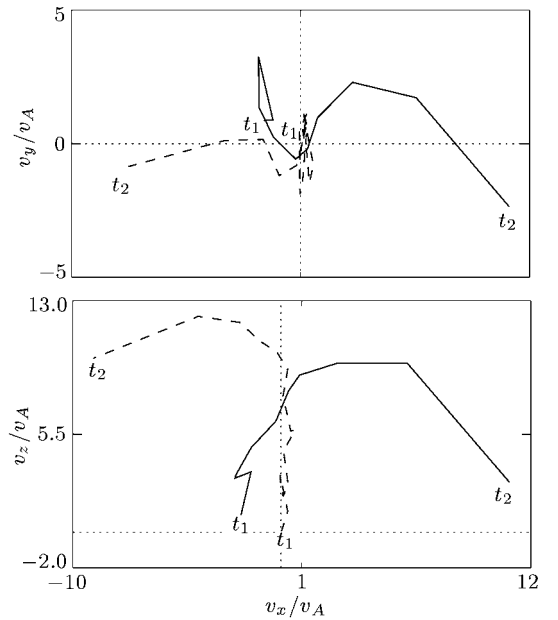 5
v_y/v_A
t_1 t_1
0
t_2
t_2
−5
13.0
t_2
v_z/v_A
5.5
t_2
t_1
t_1
−2.0
−10 1 12
v_x/v_A